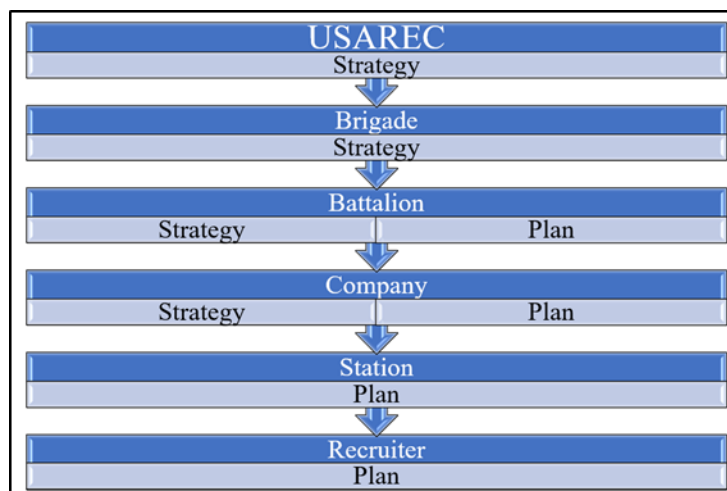 USAREC
Strategy
Brigade
Strategy
Battalion
Strategy Plan
Company
Strategy Plan
Station
Plan
Recruiter
Plan